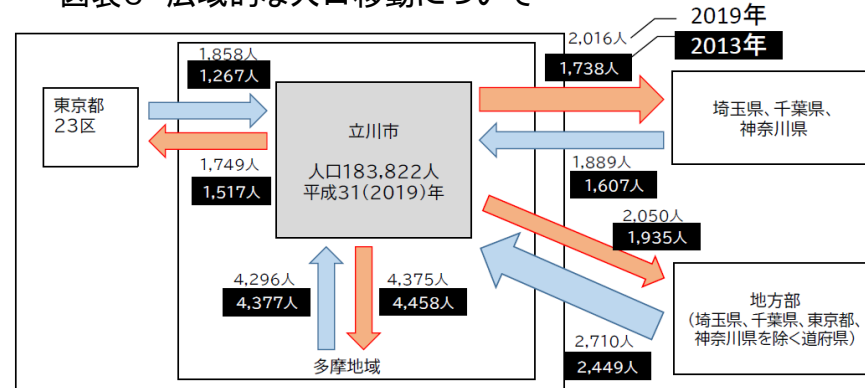 2,016人
2019年
2013年
1,738人
1,858人
1,267人
東京都
23区
立川市
人口183,822人
平成31(2019)年
埼玉県、千葉県、
神奈川県
1,749人
1,517人
1,889人
1,607人
2,050人
1,935人
4,296人
4,377人
4,375人
4,458人
地方部
(埼玉県、千葉県、東京都、
神奈川県を除く道府県)
2,710人
2,449人
多摩地域